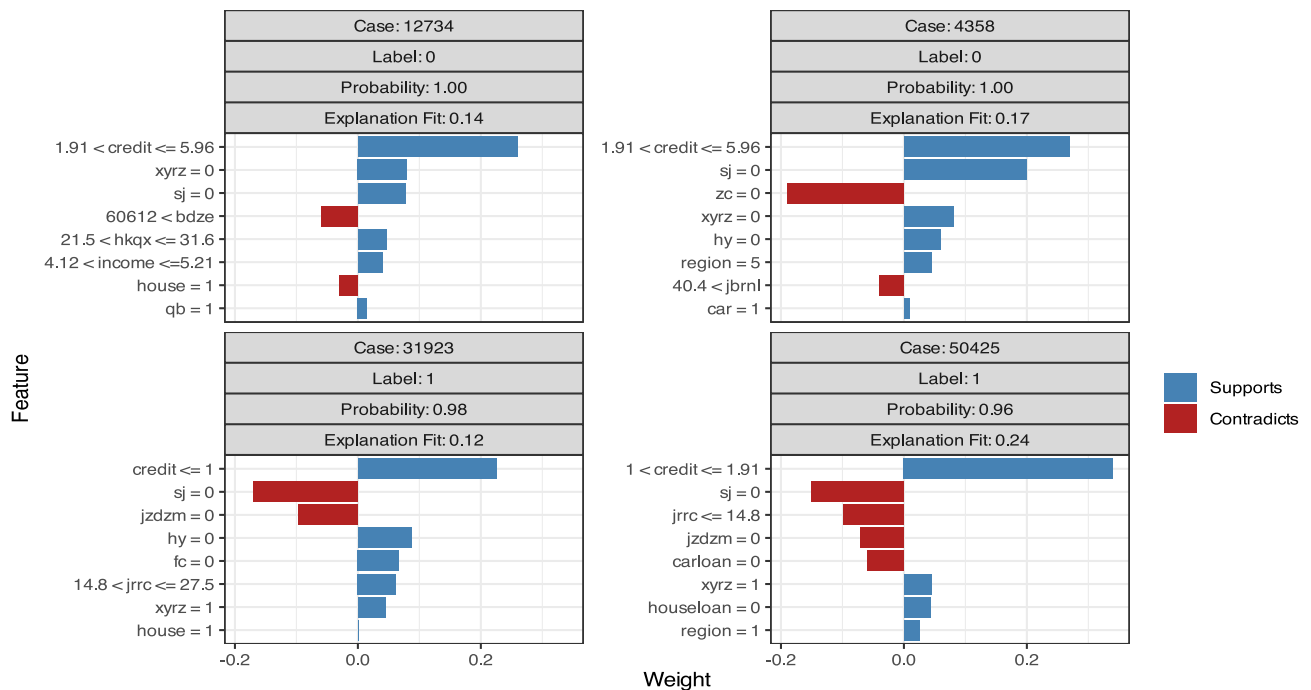 Case: 12734
Label: 0
Probability: 1.00
Explanation Fit: 0.14
1.91 < credit <= 5.96
xyrz = 0
sj = 0
60612 < bdze
21.5 < hkqx <= 31.6
4.12 < income <=5.21
house = 1
qb = 1
Case: 4358
Label: 0
Probability: 1.00
Explanation Fit: 0.17
1.91 < credit <= 5.96
sj = 0
zc = 0
xyrz = 0
hy = 0
region = 5
40.4 < jbrnl
car = 1
Case: 31923
Label: 1
Probability: 0.98
Explanation Fit: 0.12
credit <= 1
sj = 0
jzdzm = 0
hy = 0
fc = 0
14.8 < jrrc <= 27.5
xyrz = 1
house = 1
-0.2 0.0 0.2
Case: 50425
Label: 1
Probability: 0.96
Explanation Fit: 0.24
1 < credit <= 1.91
sj = 0
jrrc <= 14.8
jzdzm = 0
carloan = 0
xyrz = 1
houseloan = 0
region = 1
-0.2 0.0 0.2
Feature
Weight
Supports
Contradicts